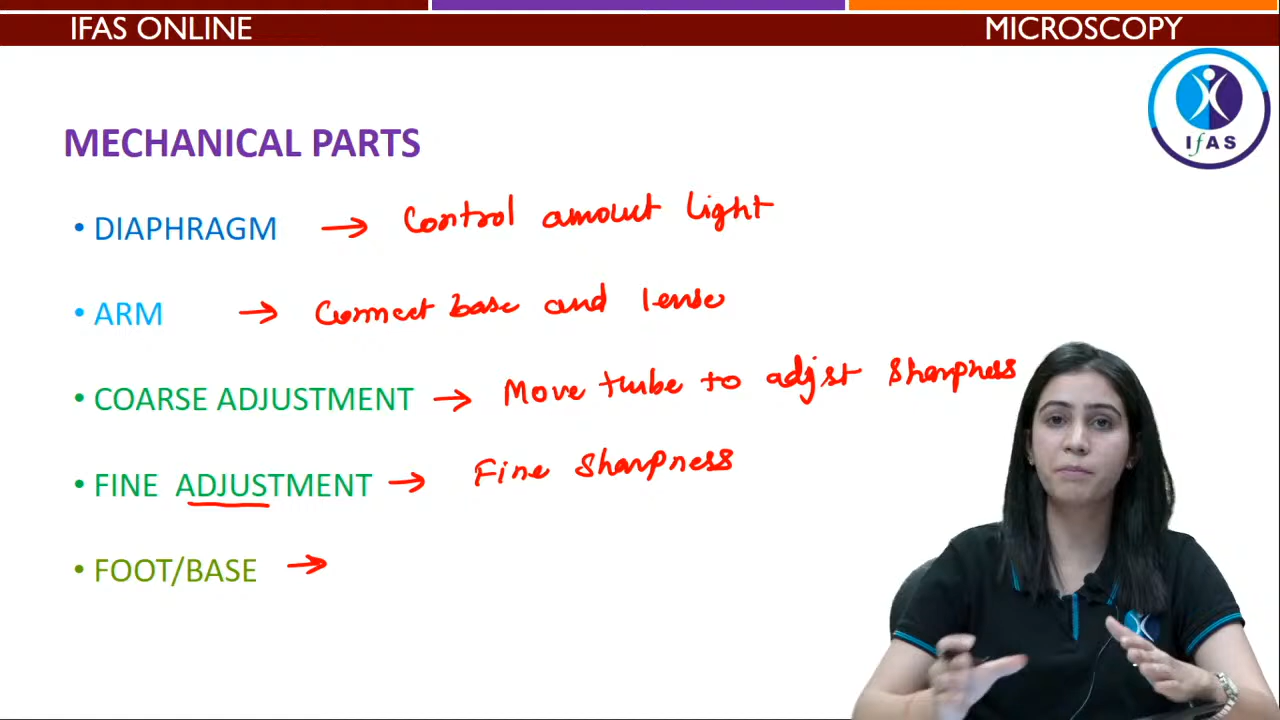 IFAS ONLINE MICROSCOPY
IfAS
MECHANICAL PARTS
• DIAPHRAGM → Control amout light
• ARM → Connect base and lense
• COARSE ADJUSTMENT → Move tube to adjst sharpness
• FINE ADJUSTMENT → Fine sharpness
• FOOT/BASE →